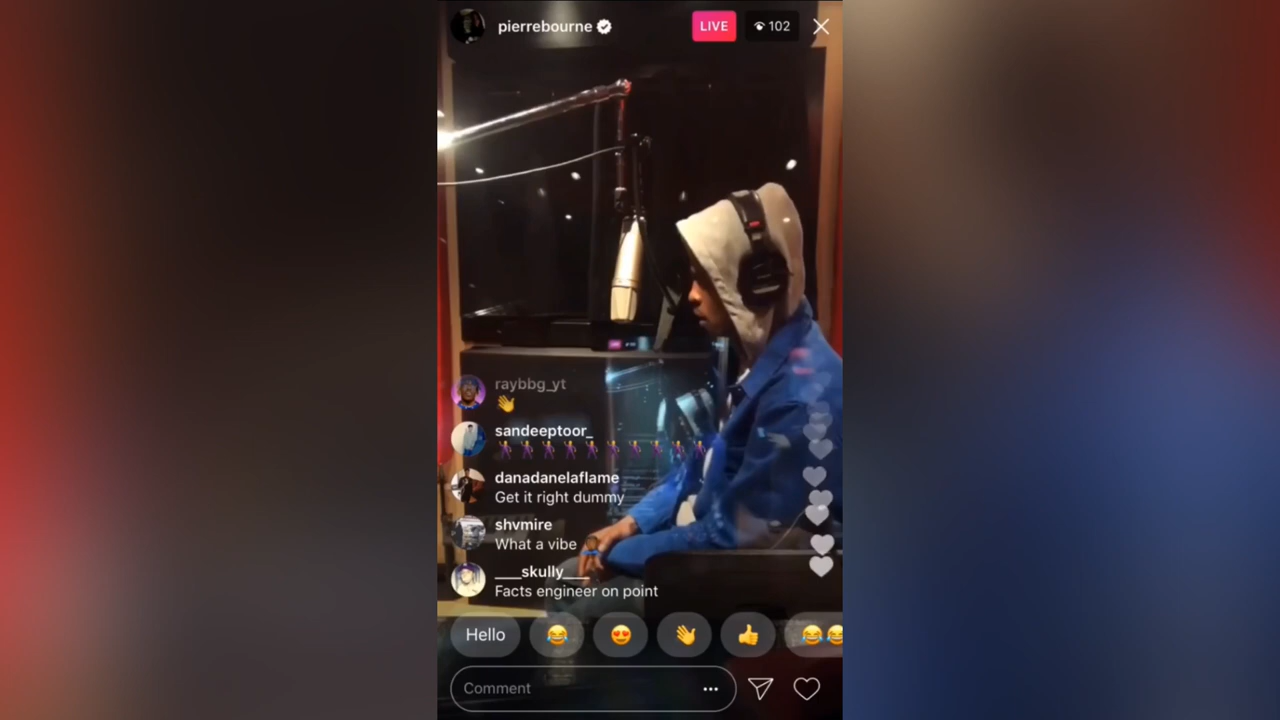 pierrebourne
LIVE
102
raybbg_yt
👋
sandeeptoor_
danadanelaflame
Get it right dummy
shvmire
What a vibe
____skully____
Facts engineer on point
Hello
Comment